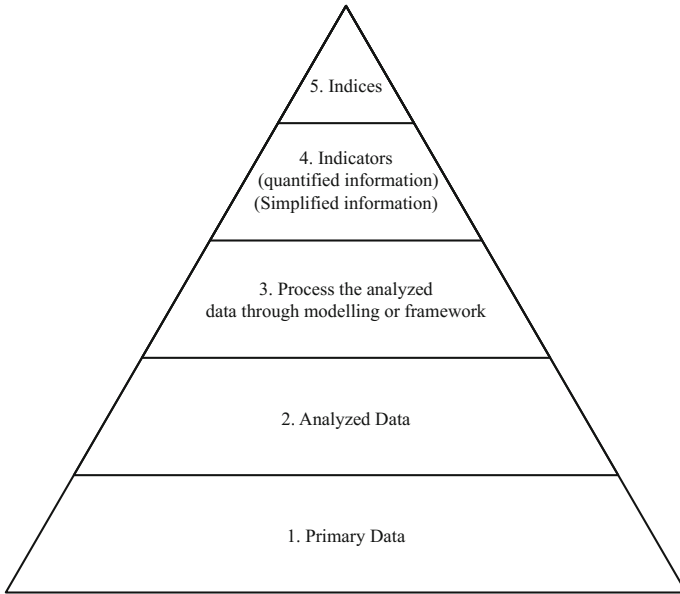 5. Indices
4. Indicators
(quantified information)
(Simplified information)
3. Process the analyzed
data through modelling or framework
2. Analyzed Data
1. Primary Data